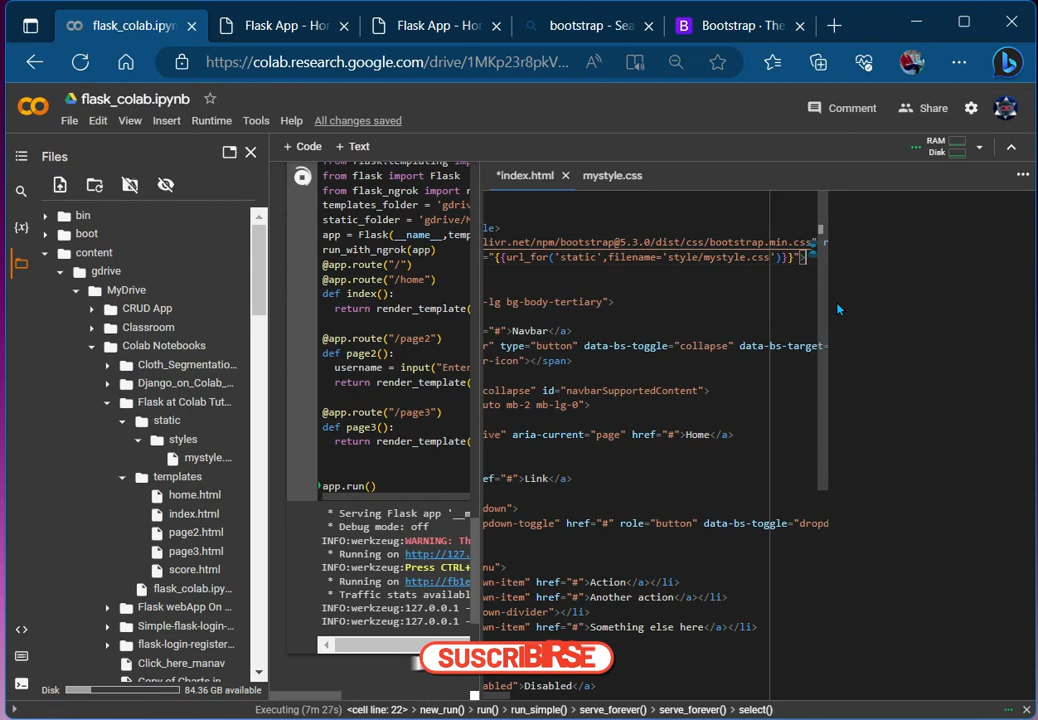 flask_colab.ipyn
Flask App - Ho
Flask App - Ho
bootstrap - Sea
B
Bootstrap · The
https://colab.research.google.com/drive/1MKp23r8pkV...
flask_colab.ipynb
File Edit View Insert Runtime Tools Help All changes saved
Comment Share
Files
+ Code + Text
RAM
Disk
bin
boot
content
gdrive
MyDrive
CRUD App
Classroom
Colab Notebooks
Cloth_Segmentatio...
Django_on_Colab_...
Flask at Colab Tut...
static
styles
mystyle....
templates
home.html
index.html
page2.html
page3.html
score.html
flask_colab.ipy...
Flask webApp On ...
Simple-flask-login-...
flask-login-register...
Click_here_manav
Copy of Charts in
Disk 84.36 GB available
from flask.templating imp
from flask import Flask
from flask_ngrok import r
templates_folder = 'gdriv
static_folder = 'gdrive/M
app = Flask(__name__,temp
run_with_ngrok(app)
@app.route("/")
@app.route("/home")
def index():
return render_template(
@app.route("/page2")
def page2():
username = input("Enter
return render_template(
@app.route("/page3")
def page3():
return render_template(
app.run()
* Serving Flask app '__m
* Debug mode: off
INFO:werkzeug:WARNING: Th
* Running on http://127.
INFO:werkzeug:Press CTRL+
* Running on http://fb1e
* Traffic stats availabl
INFO:werkzeug:127.0.0.1 -
INFO:werkzeug:127.0.0.1 -
*index.html mystyle.css
le>
livr.net/npm/bootstrap@5.3.0/dist/css/bootstrap.min.css" r
="{{url_for('static',filename='style/mystyle.css')}}">
-lg bg-body-tertiary">
="#">Navbar</a>
r" type="button" data-bs-toggle="collapse" data-bs-target=
r-icon"></span>
collapse" id="navbarSupportedContent">
uto mb-2 mb-lg-0">
ive" aria-current="page" href="#">Home</a>
ef="#">Link</a>
down">
pdown-toggle" href="#" role="button" data-bs-toggle="dropd
nu">
wn-item" href="#">Action</a></li>
wn-item" href="#">Another action</a></li>
own-divider"></li>
wn-item" href="#">Something else here</a></li>
abled">Disabled</a>
SUSCRIBIRSE
Executing (7m 27s) <cell line: 22> > new_run() > run() > run_simple() > serve_forever() > serve_forever() > select()